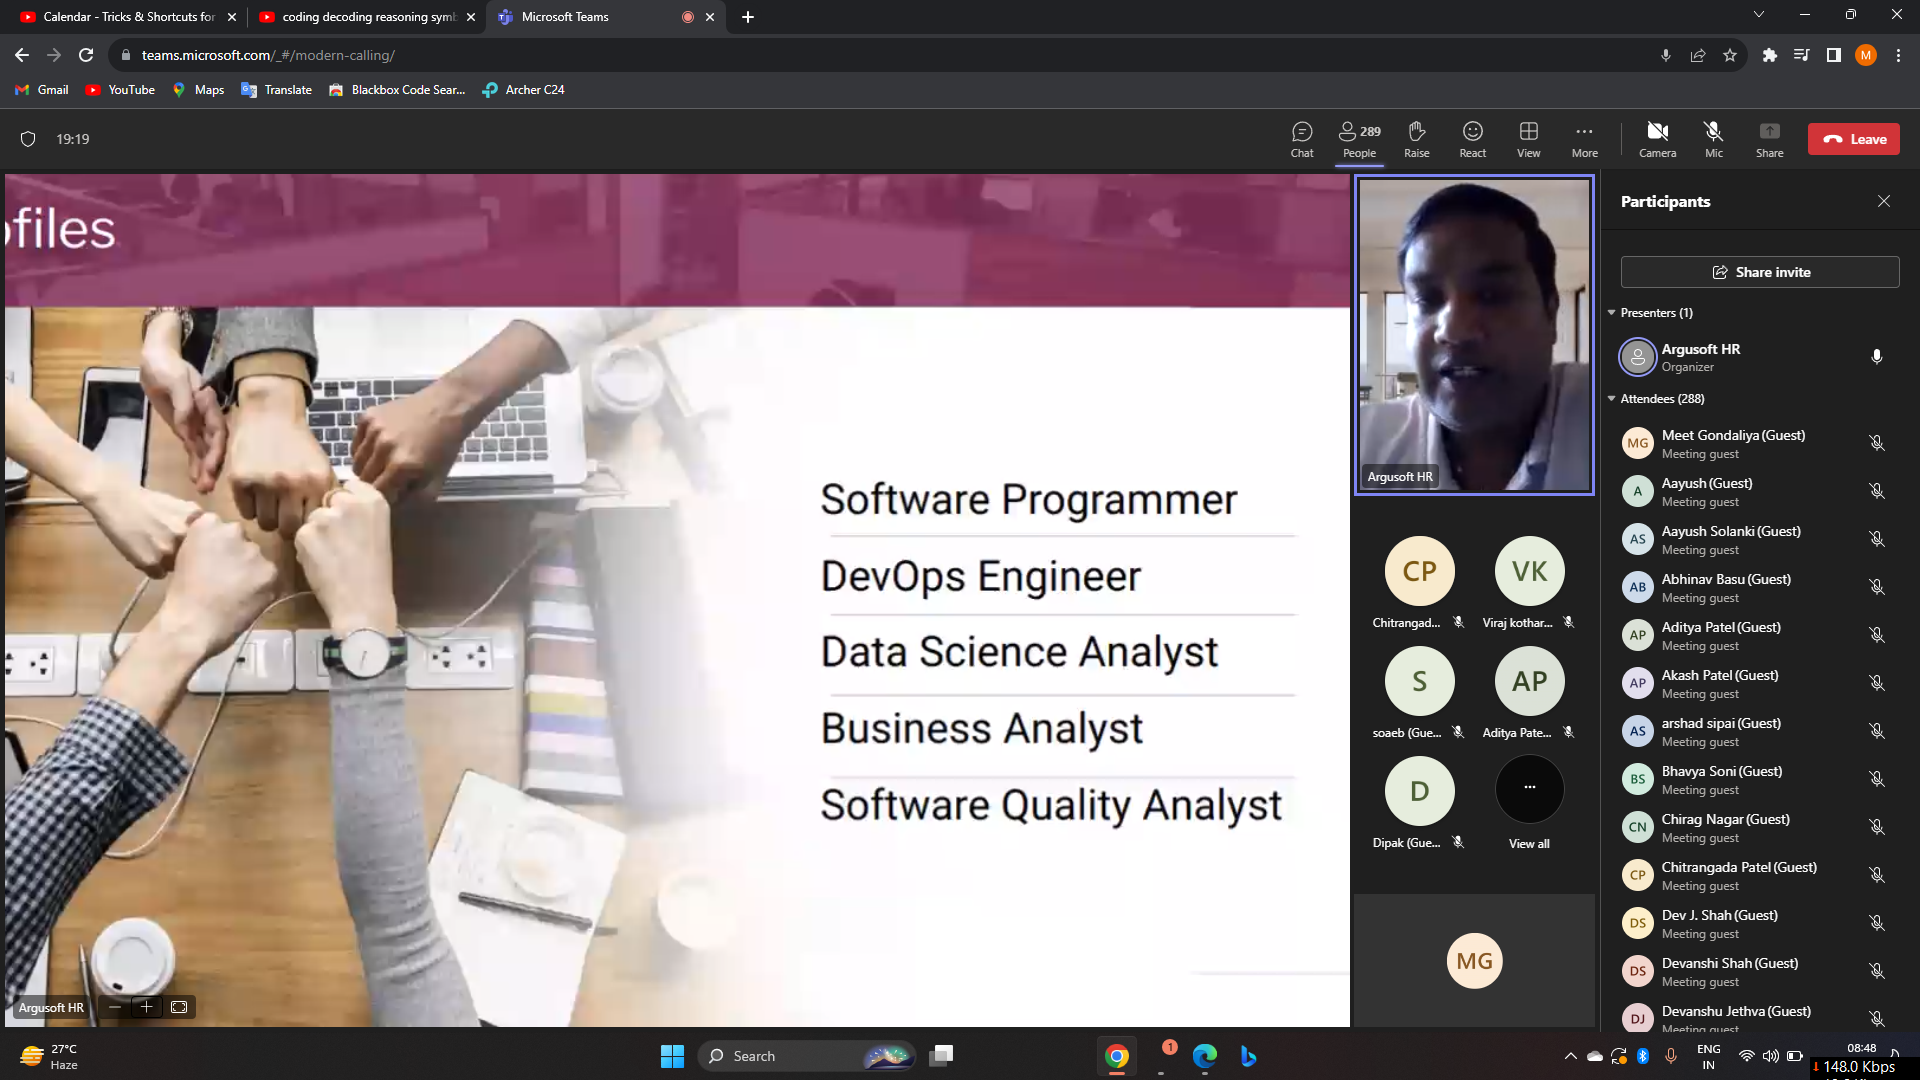 Calendar - Tricks & Shortcuts for
coding decoding reasoning symb
Microsoft Teams
teams.microsoft.com/_#/modern-calling/
M
Gmail
YouTube
Maps
Translate
Blackbox Code Sear...
Archer C24
19:19
Chat
289
People
Raise
React
View
More
Camera
Mic
Share
Leave
ofiles
Software Programmer
DevOps Engineer
Data Science Analyst
Business Analyst
Software Quality Analyst
Argusoft HR
Argusoft HR
CP
Chitrangad...
VK
Viraj kothar...
S
soaeb (Gue...
AP
Aditya Pate...
D
Dipak (Gue...
...
View all
MG
Participants
Share invite
Presenters (1)
Argusoft HR
Organizer
Attendees (288)
MG
Meet Gondaliya (Guest)
Meeting guest
A
Aayush (Guest)
Meeting guest
AS
Aayush Solanki (Guest)
Meeting guest
AB
Abhinav Basu (Guest)
Meeting guest
AP
Aditya Patel (Guest)
Meeting guest
AP
Akash Patel (Guest)
Meeting guest
AS
arshad sipai (Guest)
Meeting guest
BS
Bhavya Soni (Guest)
Meeting guest
CN
Chirag Nagar (Guest)
Meeting guest
CP
Chitrangada Patel (Guest)
Meeting guest
DS
Dev J. Shah (Guest)
Meeting guest
DS
Devanshi Shah (Guest)
Meeting guest
DJ
Devanshu Jethva (Guest)
Meeting guest
27°C
Haze
Search
1
ENG
IN
08:48
148.0 Kbps